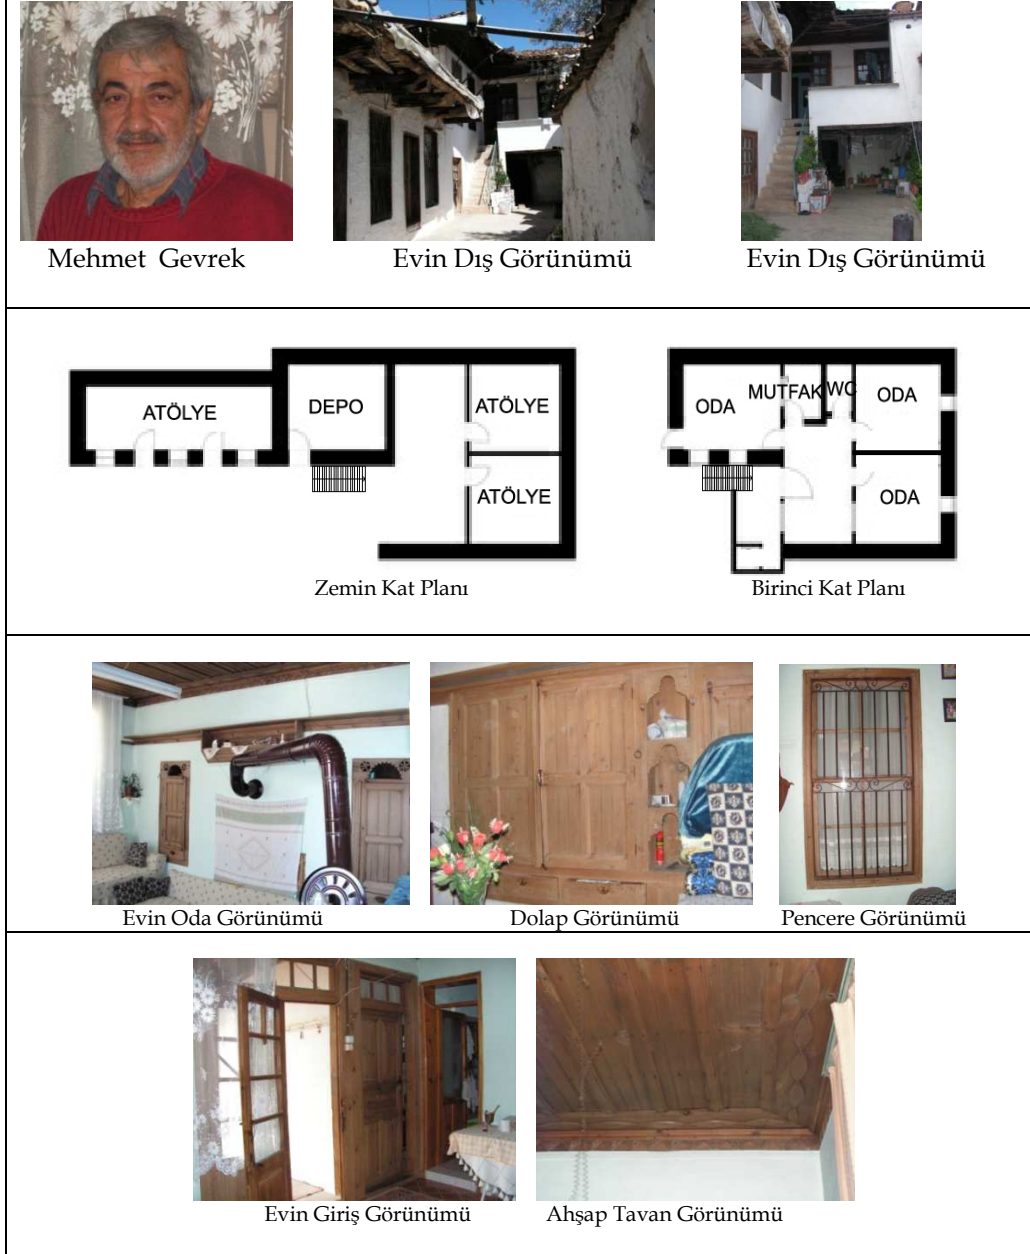 Mehmet Gevrek
Evin Dış Görünümü
Evin Dış Görünümü
ATÖLYE
DEPO
ATÖLYE
ATÖLYE
Zemin Kat Planı
ODA
MUTFAK
WC
ODA
ODA
Birinci Kat Planı
Evin Oda Görünümü
Dolap Görünümü
Pencere Görünümü
Evin Giriş Görünümü
Ahşap Tavan Görünümü